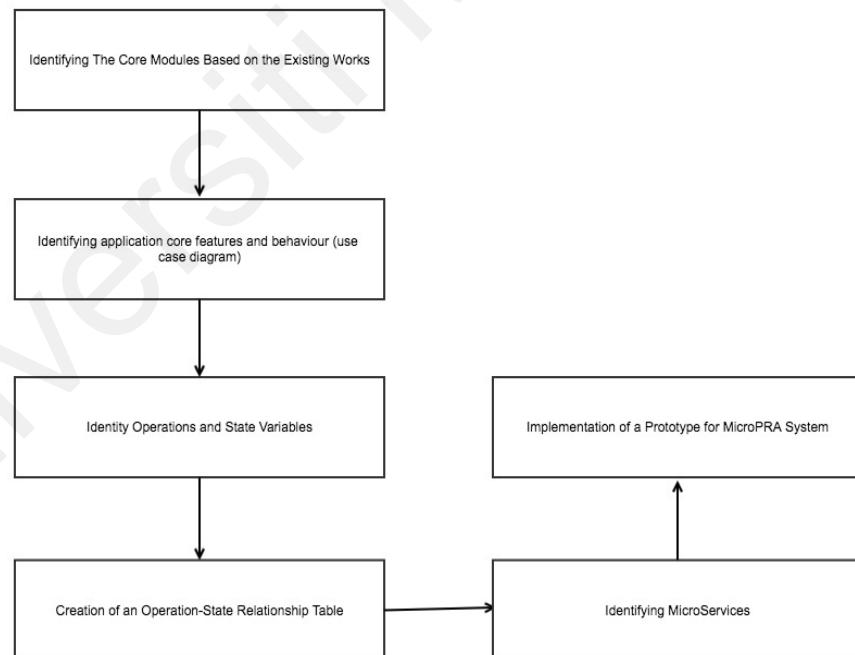 Identifying The Core Modules Based on the Existing Works
Identifying application core features and behaviour (use
case diagram)
Identity Operations and State Variables
Creation of an Operation-State Relationship Table
Identifying MicroServices
Implementation of a Prototype for MicroPRA System